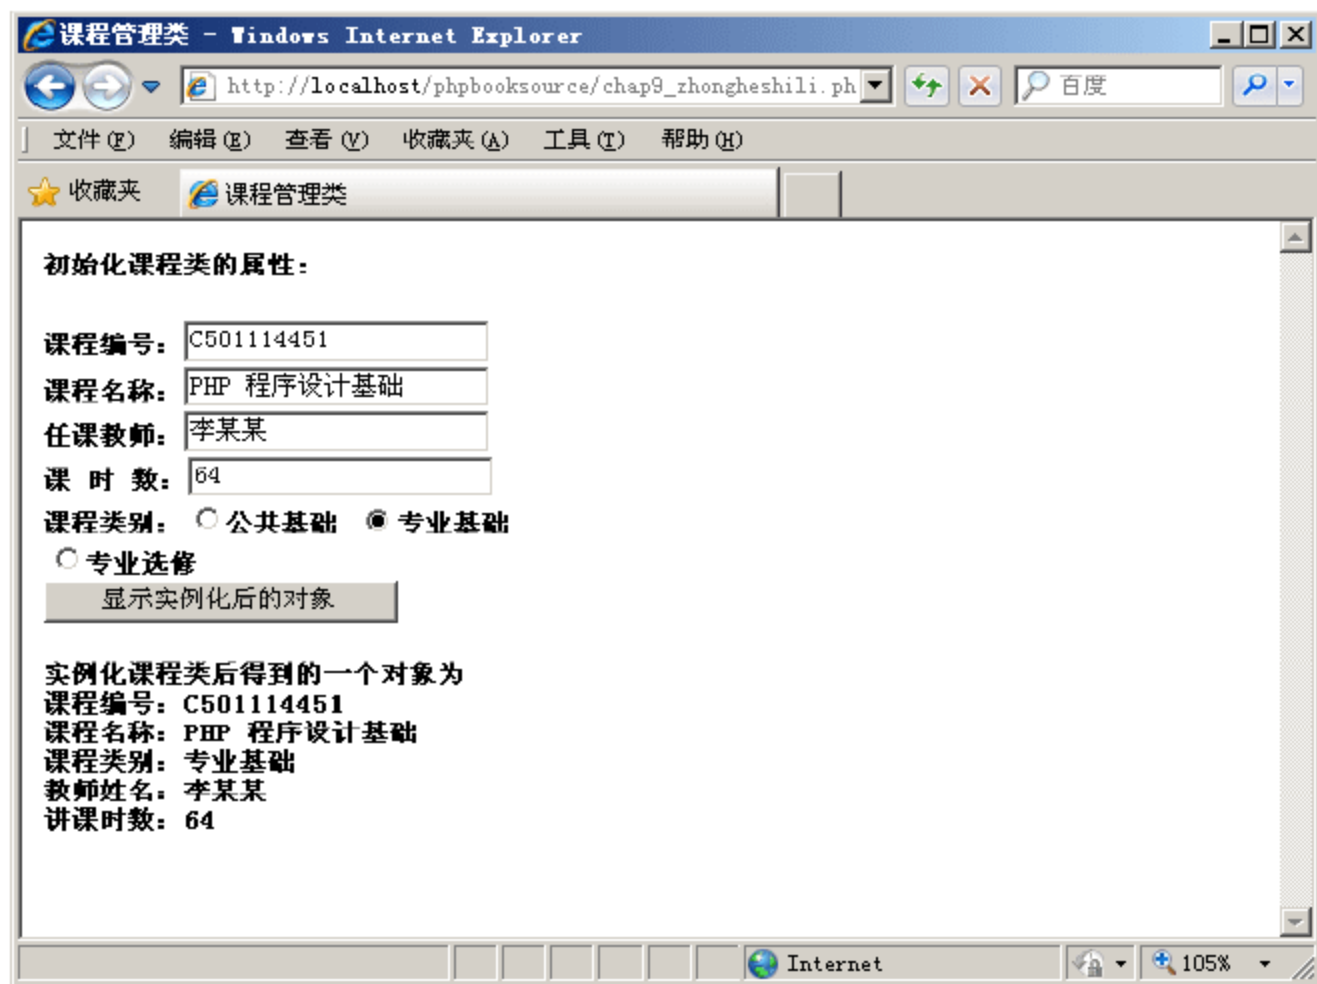 课程管理类 - Windows Internet Explorer
http://localhost/phpbooksource/chap9_zhongheshili.ph
百度
文件(F) 编辑(E) 查看(V) 收藏夹(A) 工具(T) 帮助(H)
收藏夹 课程管理类
初始化课程类的属性:
课程编号: C501114451
课程名称: PHP 程序设计基础
任课教师: 李某某
课 时 数: 64
课程类别: 公共基础 专业基础
专业选修
显示实例化后的对象
实例化课程类后得到的一个对象为
课程编号: C501114451
课程名称: PHP 程序设计基础
课程类别: 专业基础
教师姓名: 李某某
讲课时数: 64
Internet 105%